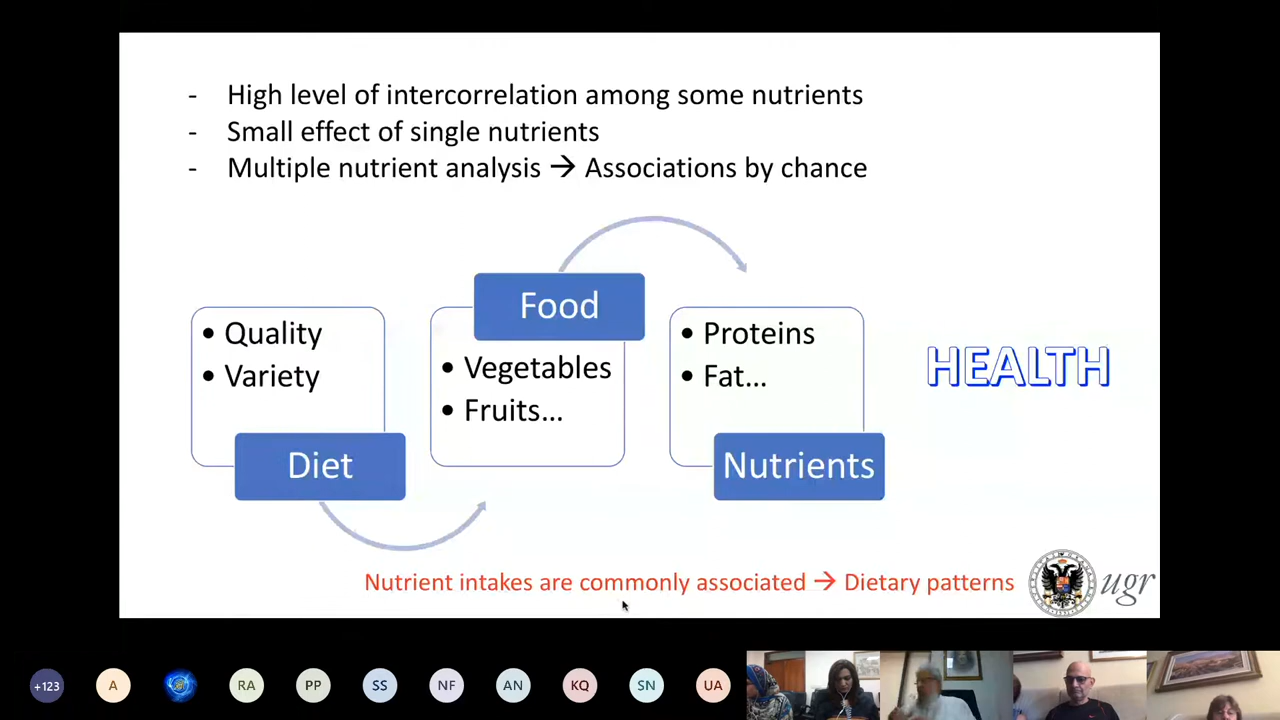 - High level of intercorrelation among some nutrients
- Small effect of single nutrients
- Multiple nutrient analysis → Associations by chance
• Quality
• Variety
Diet
Food
• Vegetables
• Fruits...
• Proteins
• Fat...
Nutrients
HEALTH
Nutrient intakes are commonly associated → Dietary patterns
ugr
+123
A
RA
PP
SS
NF
AN
KQ
SN
UA